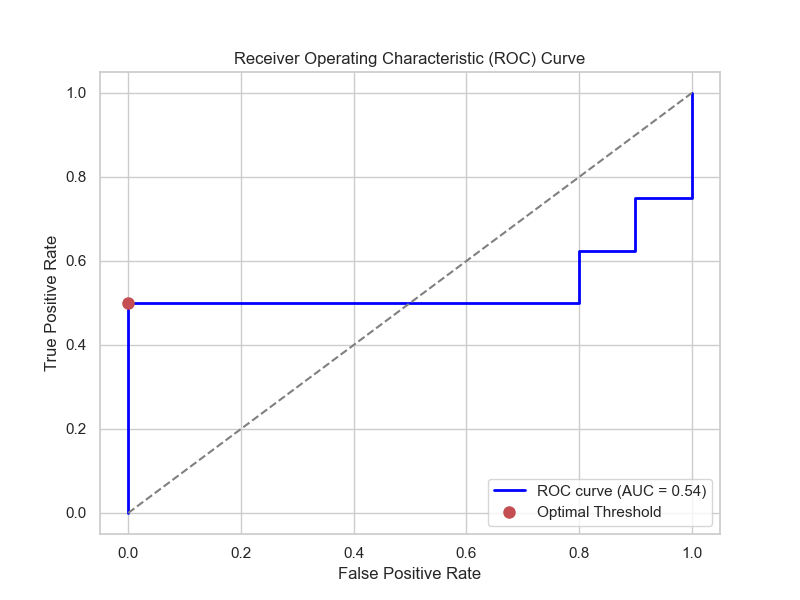 Receiver Operating Characteristic (ROC) Curve
True Positive Rate
1.0
0.8
0.6
0.4
0.2
0.0
ROC curve (AUC = 0.54)
Optimal Threshold
0.0 0.2 0.4 0.6 0.8 1.0
False Positive Rate